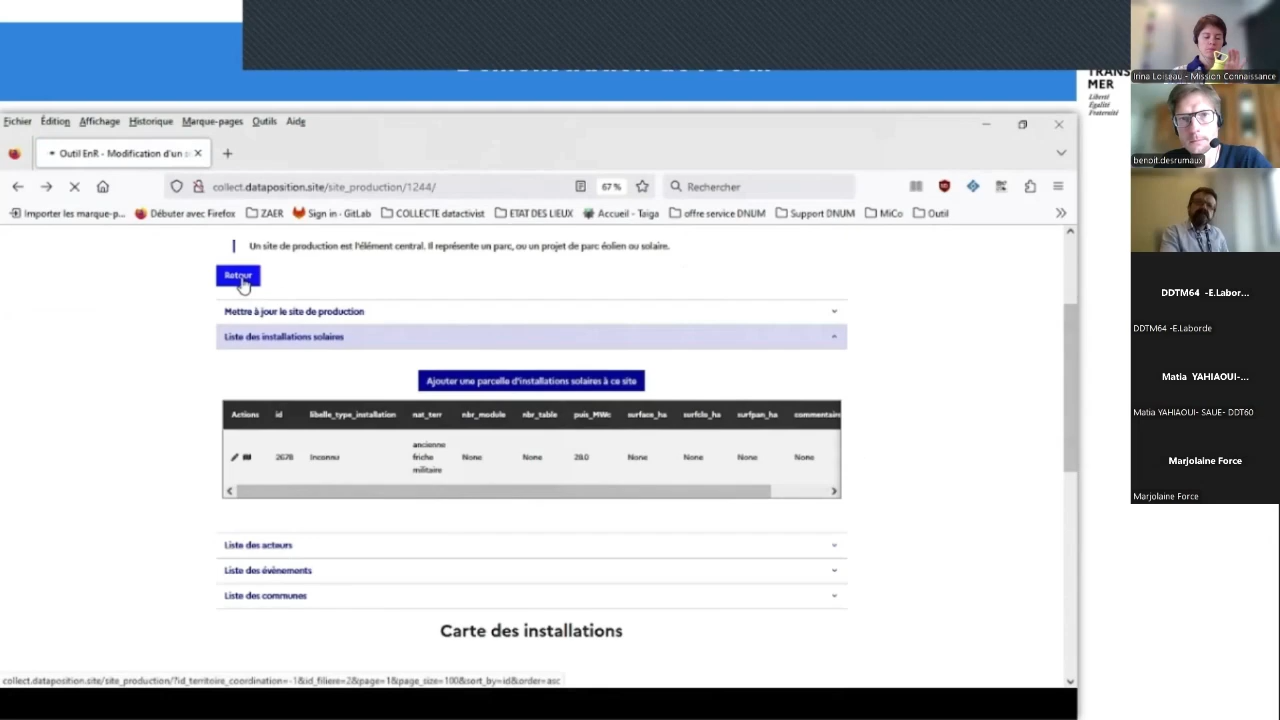 TRANS
MER
Liberté
Égalité
Fraternité
Irina Loiseau - Mission Connaissance
benoit.desrumaux
DDTM64 -E.Labor...
DDTM64 -E.Laborde
Matia YAHIAOUI-...
Matia YAHIAOUI- SAUE- DDT60
Marjolaine Force
Marjolaine Force
Fichier Édition Affichage Historique Marque-pages Outils Aide
Outil EnR - Modification d'un s
collect.dataposition.site/site_production/1244/
67 %
Rechercher
Importer les marque-p... Débuter avec Firefox ZAER Sign in · GitLab COLLECTE datactivist ETAT DES LIEUX Accueil - Taiga offre service DNUM Support DNUM MiCo Outil
Un site de production est l'élément central. Il représente un parc, ou un projet de parc éolien ou solaire.
Retour
Mettre à jour le site de production
Liste des installations solaires
Ajouter une parcelle d'installations solaires à ce site
Actions id libelle_type_installation nat_terr nbr_module nbr_table puis_MWc surface_ha surfclo_ha surfpan_ha commentair
2678 Inconnu ancienne friche militaire None None 28.0 None None None None
Liste des acteurs
Liste des évènements
Liste des communes
Carte des installations
collect.dataposition.site/site_production/?id_territoire_coordination=-1&id_filiere=2&page=1&page_size=100&sort_by=id&order=asc